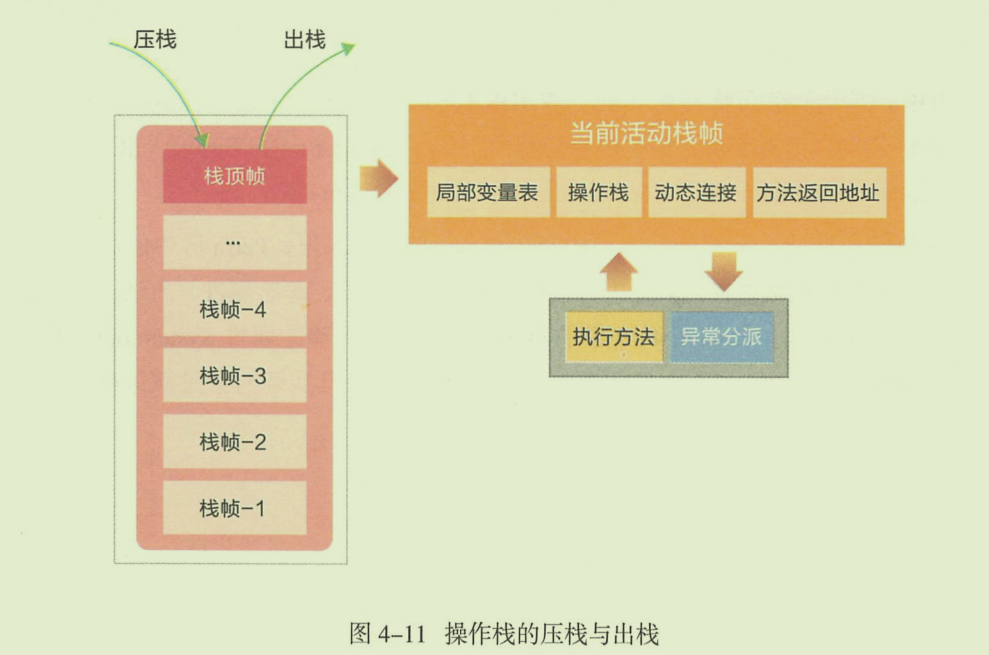 压栈 出栈
栈顶帧
...
栈帧-4
栈帧-3
栈帧-2
栈帧-1
当前活动栈帧
局部变量表 操作栈 动态连接 方法返回地址
执行方法 异常分派
图 4-11 操作栈的压栈与出栈